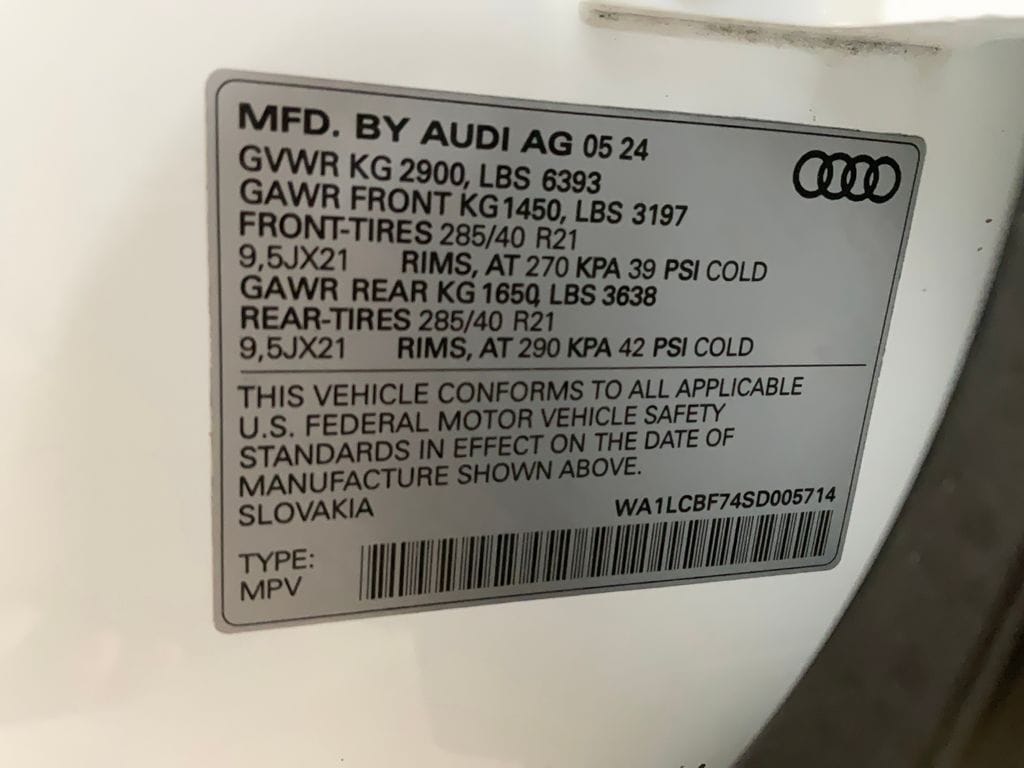 MFD. BY AUDI AG 05 24
GVWR KG 2900, LBS 6393
GAWR FRONT KG1450, LBS 3197
FRONT-TIRES 285/40 R21
9,5JX21 RIMS, AT 270 KPA 39 PSI COLD
GAWR REAR KG 1650, LBS 3638
REAR-TIRES 285/40 R21
9,5JX21 RIMS, AT 290 KPA 42 PSI COLD
THIS VEHICLE CONFORMS TO ALL APPLICABLE
U.S. FEDERAL MOTOR VEHICLE SAFETY
STANDARDS IN EFFECT ON THE DATE OF
MANUFACTURE SHOWN ABOVE.
SLOVAKIA WA1LCBF74SD005714
TYPE:
MPV